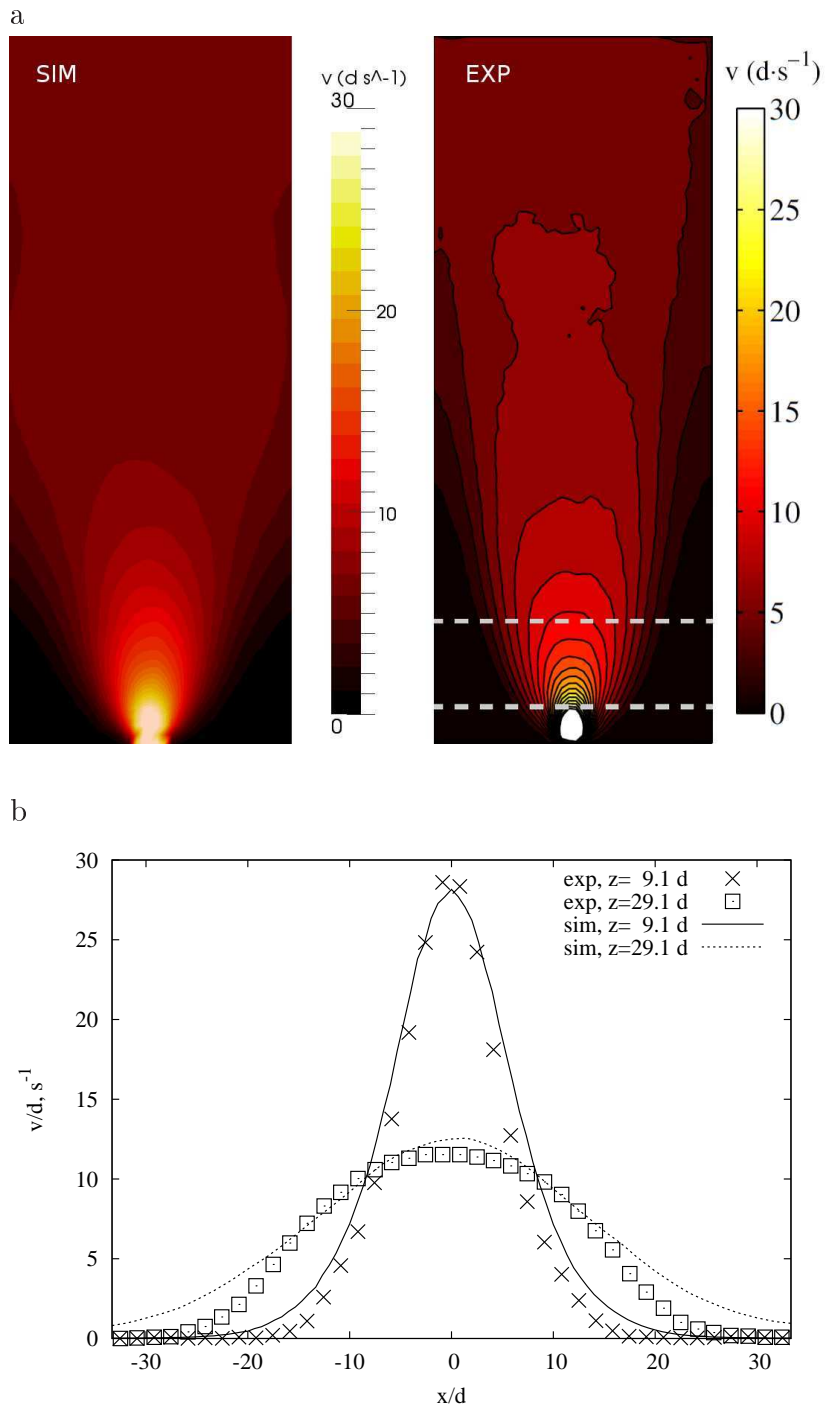 a
SIM
v (d s^-1)
30
20
10
0
EXP
v (d·s⁻¹)
30
25
20
15
10
5
0
b
30
25
20
15
10
5
0
v/d, s⁻¹
exp, z= 9.1 d
exp, z=29.1 d
sim, z= 9.1 d
sim, z=29.1 d
-30 -20 -10 0 10 20 30
x/d